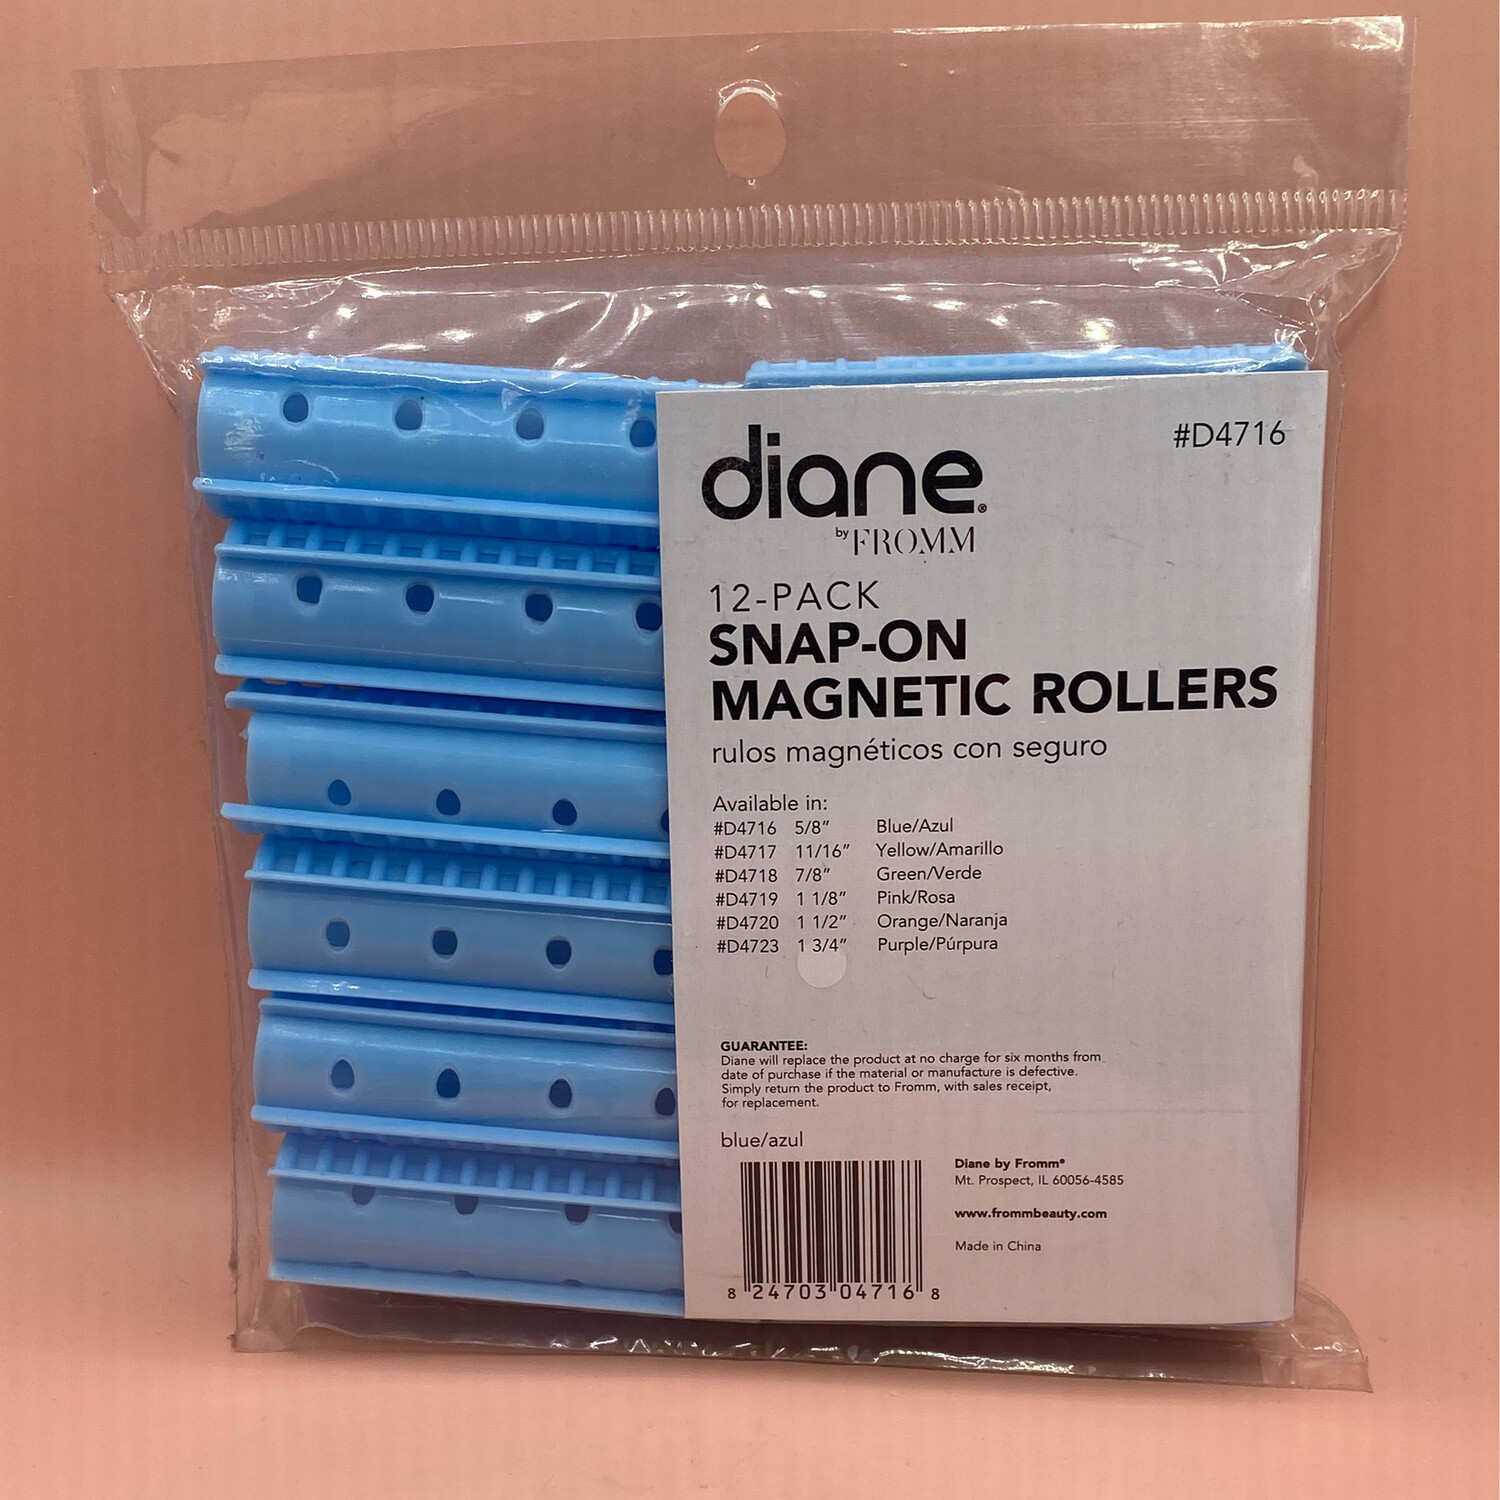 diane®
by FROMM
#D4716
12-PACK
SNAP-ON
MAGNETIC ROLLERS
rulos magnéticos con seguro
Available in:
#D4716 5/8" Blue/Azul
#D4717 11/16" Yellow/Amarillo
#D4718 7/8" Green/Verde
#D4719 1 1/8" Pink/Rosa
#D4720 1 1/2" Orange/Naranja
#D4723 1 3/4" Purple/Púrpura
GUARANTEE:
Diane will replace the product at no charge for six months from
date of purchase if the material or manufacture is defective.
Simply return the product to Fromm, with sales receipt,
for replacement.
blue/azul
8 24703 04716 8
Diane by Fromm®
Mt. Prospect, IL 60056-4585
www.frommbeauty.com
Made in China